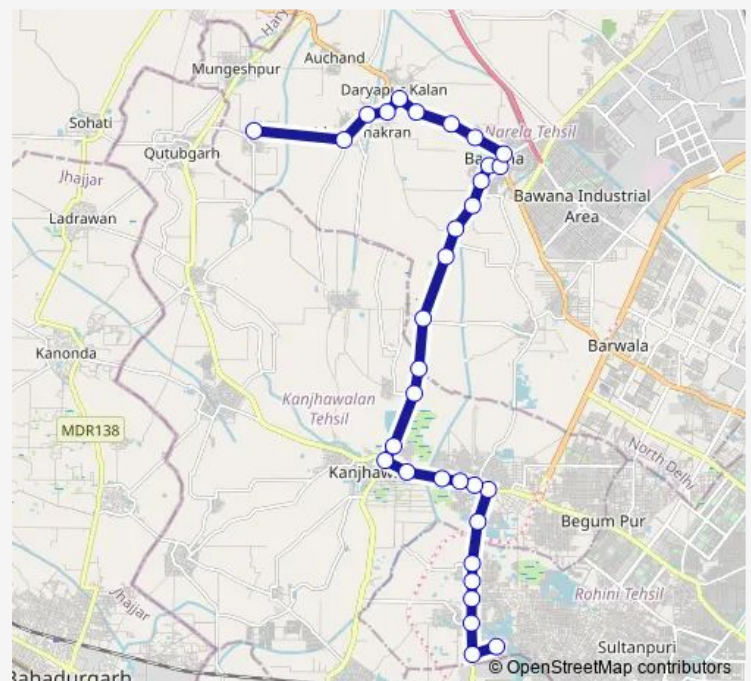 Hary
Auchand
Mungeshpur
Daryapur Kalan
Sohati
Narela Tehsil
Qutubgarh
Jhajjar
Bawana Industrial
Area
Ladrawan
Barwala
Kanonda
Kanjhawalan
Tehsil
MDR138
North Delhi
Begum Pur
Jhajjar
Rohini Tehsil
Sultanpuri
© OpenStreetMap contributors